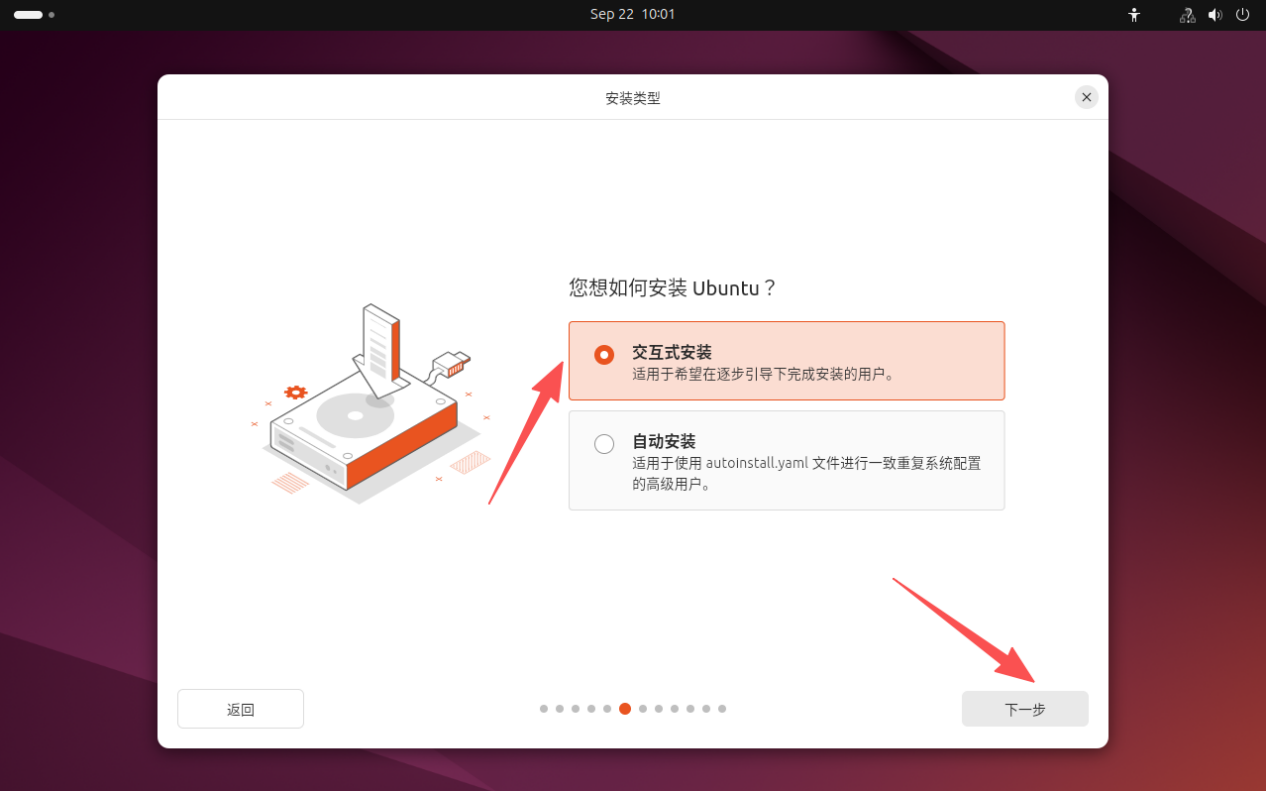 Sep 22 10:01
安装类型
您想如何安装 Ubuntu？
交互式安装
适用于希望在逐步引导下完成安装的用户。
自动安装
适用于使用 autoinstall.yaml 文件进行一致重复系统配置
的高级用户。
返回
下一步